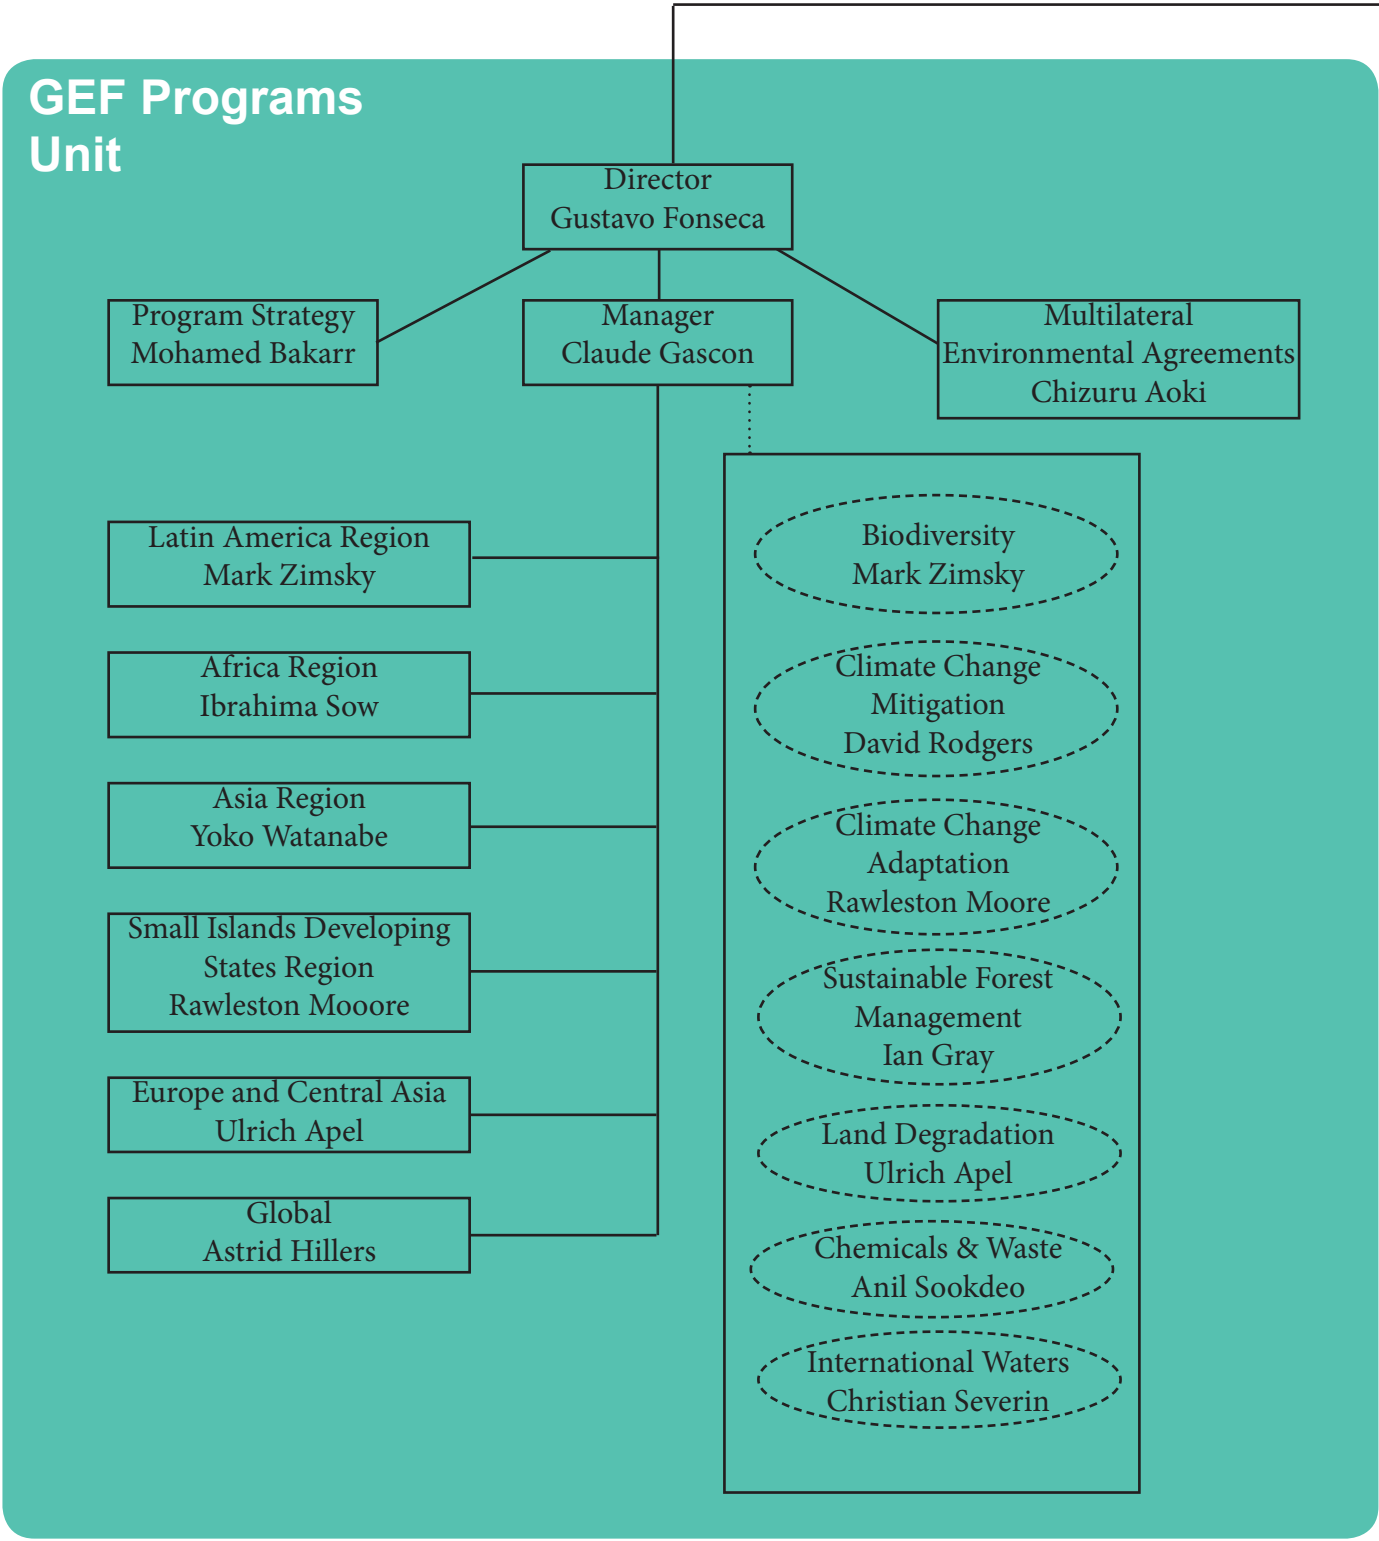 GEF Programs
Unit
Director
Gustavo Fonseca
Program Strategy
Mohamed Bakarr
Manager
Claude Gascon
Multilateral
Environmental Agreements
Chizuru Aoki
Latin America Region
Mark Zimsky
Africa Region
Ibrahima Sow
Asia Region
Yoko Watanabe
Small Islands Developing
States Region
Rawleston Mooore
Europe and Central Asia
Ulrich Apel
Global
Astrid Hillers
Biodiversity
Mark Zimsky
Climate Change
Mitigation
David Rodgers
Climate Change
Adaptation
Rawleston Moore
Sustainable Forest
Management
Ian Gray
Land Degradation
Ulrich Apel
Chemicals & Waste
Anil Sookdeo
International Waters
Christian Severin